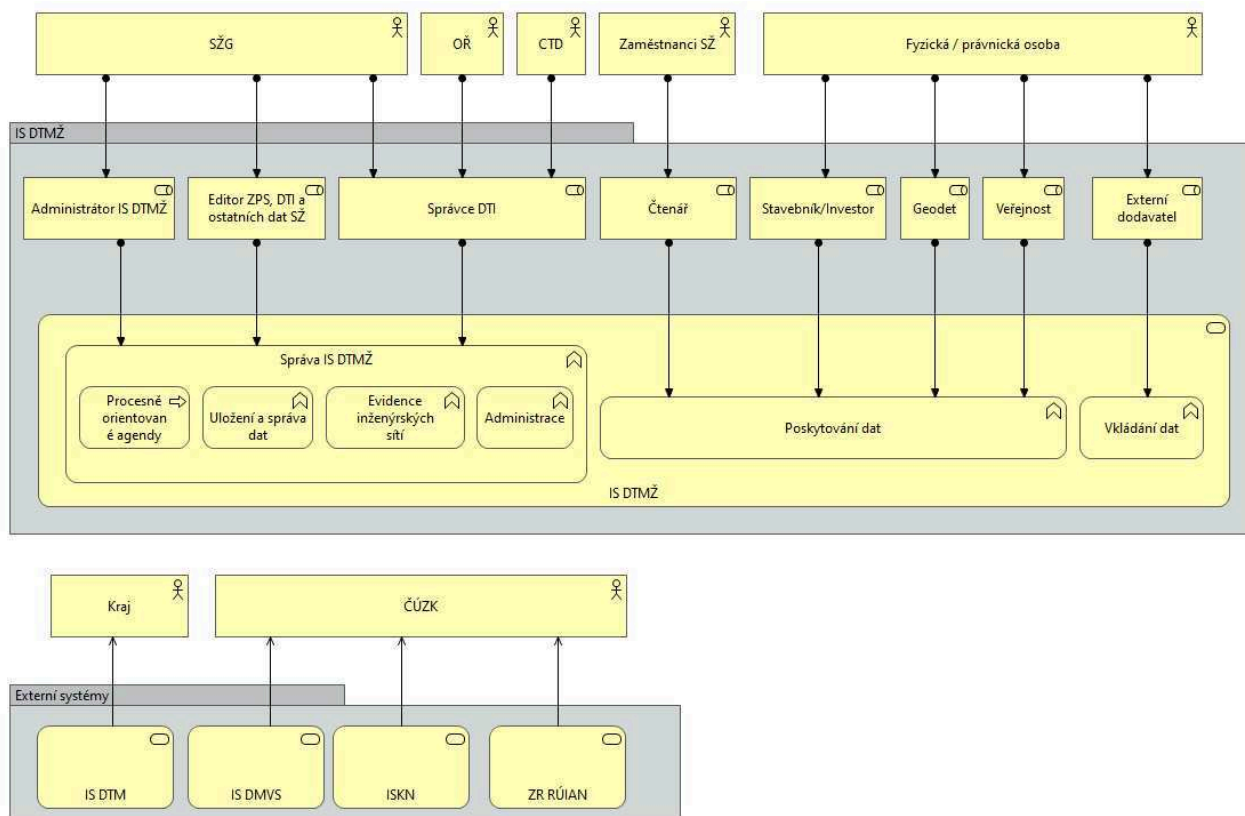 SŽG
OŘ
CTD
Zaměstnanci SŽ
Fyzická / právnická osoba
IS DTMŽ
Administrátor IS DTMŽ
Editor ZPS, DTI a
ostatních dat SŽ
Správce DTI
Čtenář
Stavebník/Investor
Geodet
Veřejnost
Externí
dodavatel
Správa IS DTMŽ
Procesně
orientovan
é agendy
Uložení a správa
dat
Evidence
inženýrských
sítí
Administrace
Poskytování dat
Vkládání dat
IS DTMŽ
Kraj
ČÚZK
Externí systémy
IS DTM
IS DMVS
ISKN
ZR RÚIAN